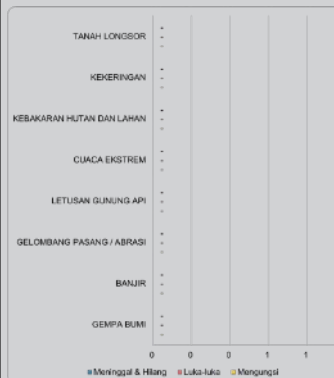 TANAH LONGSOR
-
-
-
KEKERINGAN
-
-
-
KEBAKARAN HUTAN DAN LAHAN
-
-
-
CUACA EKSTREM
-
-
-
LETUSAN GUNUNG API
-
-
-
GELOMBANG PASANG / ABRASI
-
-
-
BANJIR
-
-
-
GEMPA BUMI
-
-
-
0 0 0 1 1
Meninggal & Hilang Luka-luka Mengungsi